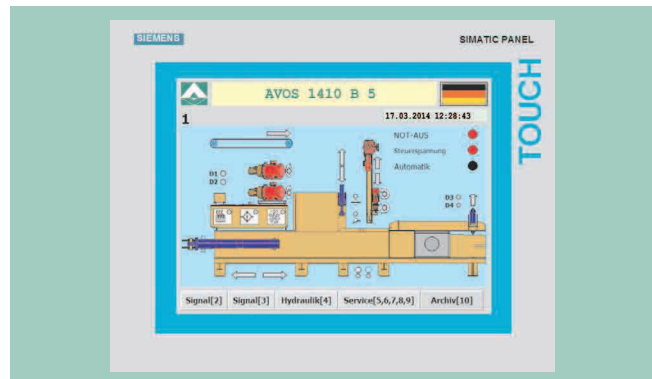 SIEMENS
SIMATIC PANEL
TOUCH
AVOS 1410 B 5
1
17.03.2014 12:28:43
NOT-AUS
Steuerspannung
Automatik
D1
D2
D3
D4
Signal[2] Signal[3] Hydraulik[4] Service[5,6,7,8,9] Archiv[10]